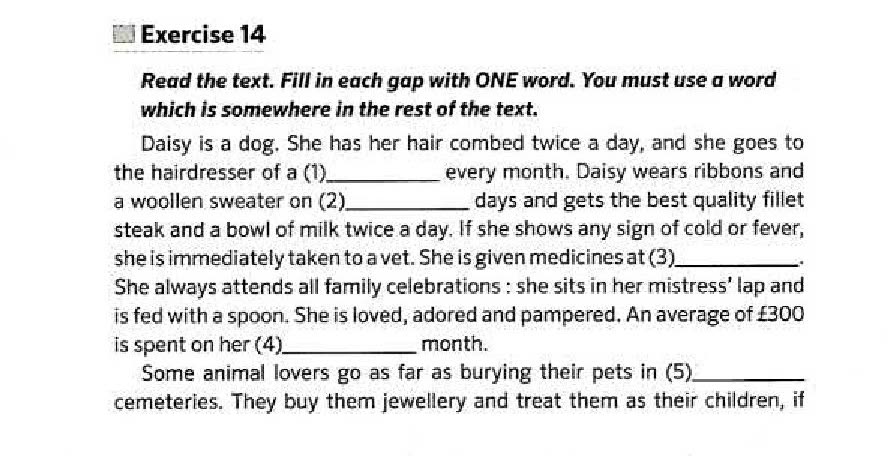 Exercise 14
Read the text. Fill in each gap with ONE word. You must use a word
which is somewhere in the rest of the text.
Daisy is a dog. She has her hair combed twice a day, and she goes to
the hairdresser of a (1)__________ every month. Daisy wears ribbons and
a woollen sweater on (2)___________ days and gets the best quality fillet
steak and a bowl of milk twice a day. If she shows any sign of cold or fever,
she is immediately taken to a vet. She is given medicines at (3)___________.
She always attends all family celebrations : she sits in her mistress' lap and
is fed with a spoon. She is loved, adored and pampered. An average of £300
is spent on her (4)____________ month.
Some animal lovers go as far as burying their pets in (5)__________
cemeteries. They buy them jewellery and treat them as their children, if